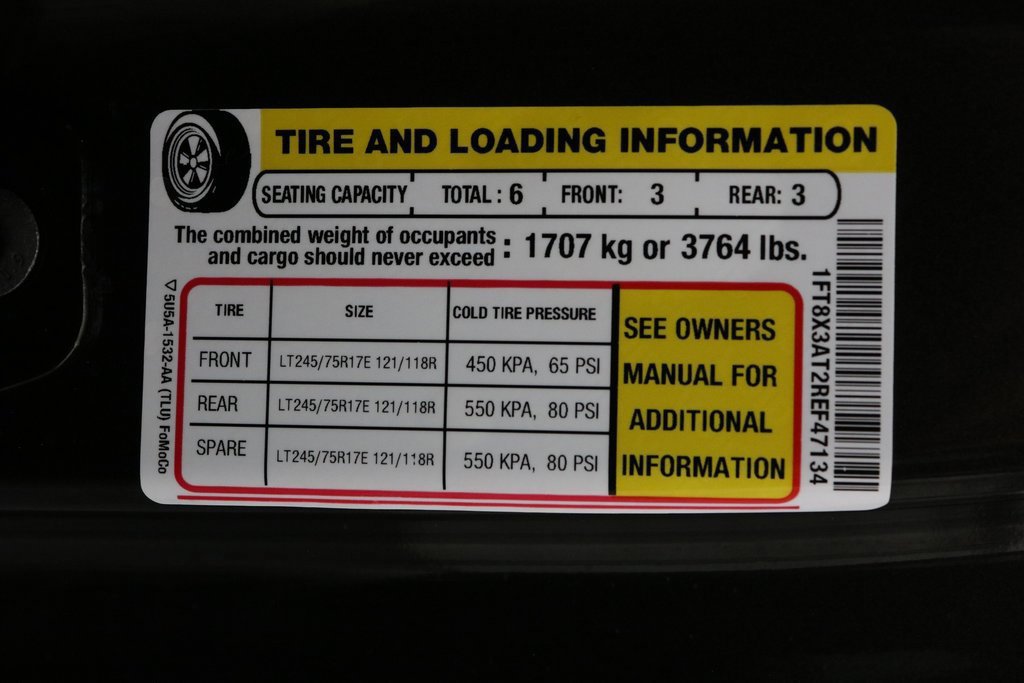 TIRE AND LOADING INFORMATION
SEATING CAPACITY TOTAL : 6 FRONT: 3 REAR: 3
The combined weight of occupants
and cargo should never exceed : 1707 kg or 3764 lbs.
TIRE SIZE COLD TIRE PRESSURE
FRONT LT245/75R17E 121/118R 450 KPA, 65 PSI
REAR LT245/75R17E 121/118R 550 KPA, 80 PSI
SPARE LT245/75R17E 121/118R 550 KPA, 80 PSI
SEE OWNERS
MANUAL FOR
ADDITIONAL
INFORMATION
5U5A-1532-AA (TLU) FoMoCo
1FT8X3AT2REF47134